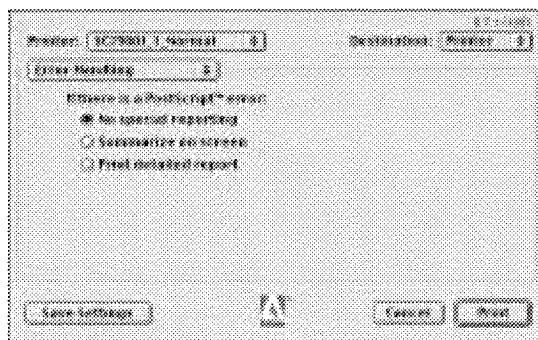 Printer: Normal Destination: Printer
Error Handling
If there is a PostScript™ error:
No special reporting
Summarize on screen
Print detailed report
Save Settings Cancel Print